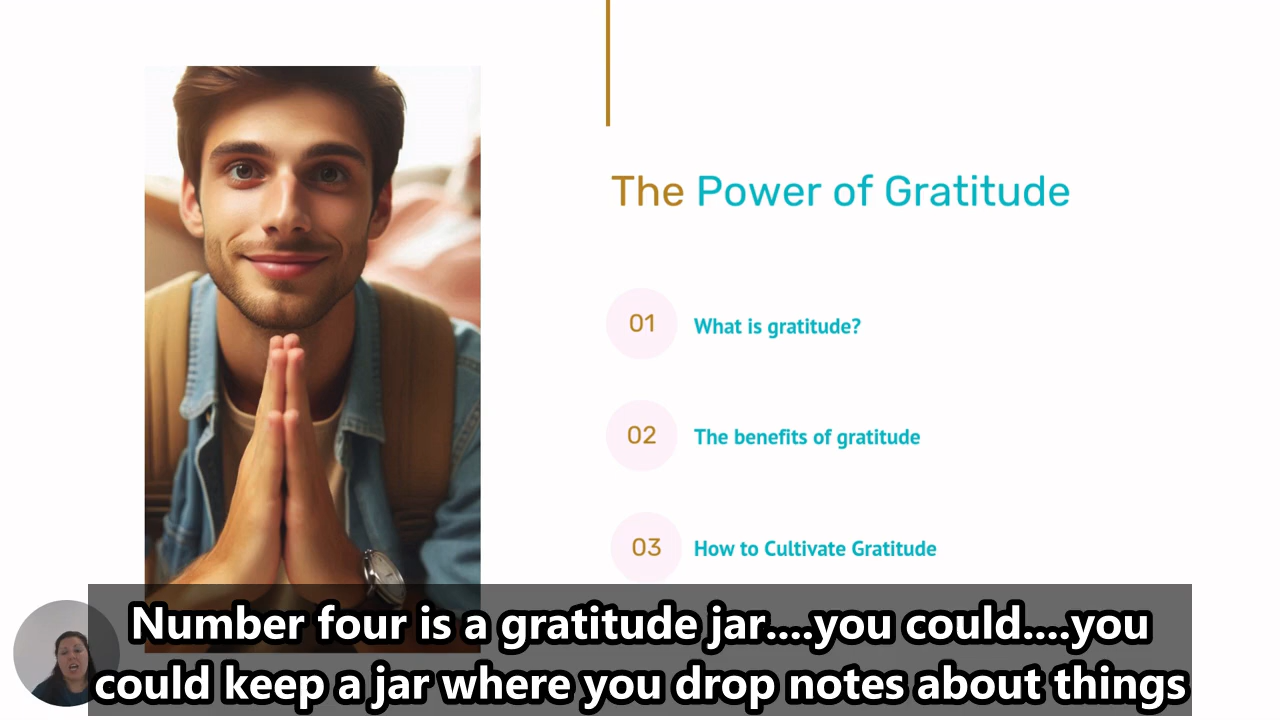 The Power of Gratitude
01
What is gratitude?
02
The benefits of gratitude
03
How to Cultivate Gratitude
Number four is a gratitude jar....you could....you
could keep a jar where you drop notes about things